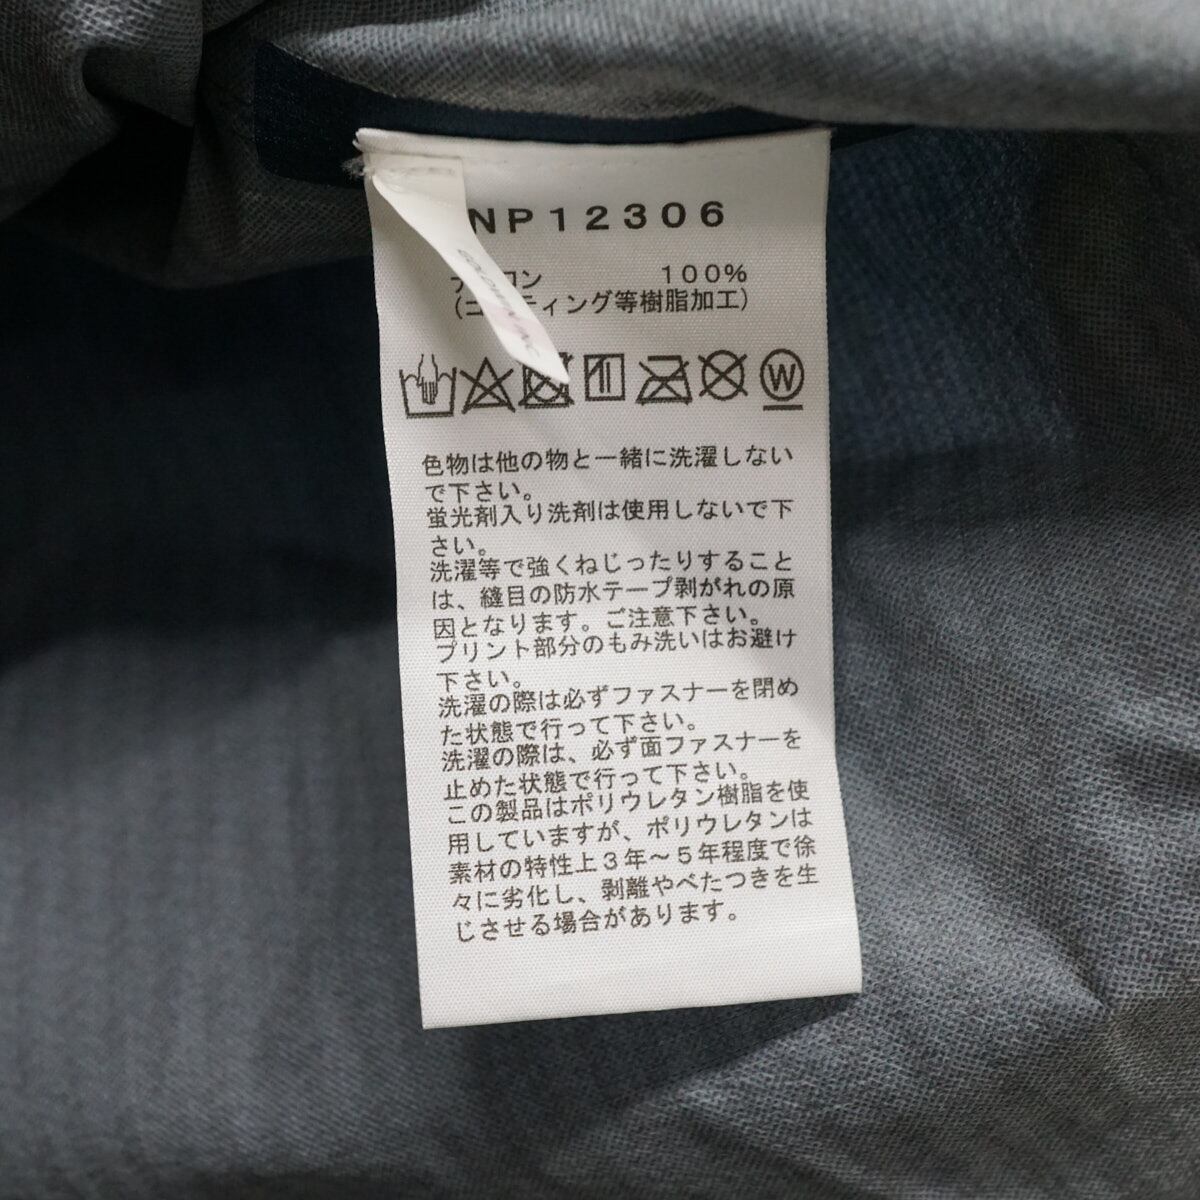 NP12306
100%
ティング等樹脂加工)
GOLDWIN INC
W
色物は他の物と一緒に洗濯しない
で下さい。
蛍光剤入り洗剤は使用しないで下
さい。
洗濯等で強くねじったりすること
は、縫目の防水テープ剥がれの原
因となります。ご注意下さい。
プリント部分のもみ洗いはお避け
下さい。
洗濯の際は必ずファスナーを閉め
た状態で行って下さい。
洗濯の際は、必ず面ファスナーを
止めた状態で行って下さい。
この製品はポリウレタン樹脂を使
用していますが、ポリウレタンは
素材の特性上3年～5年程度で徐
々に劣化し、剥離やべたつきを生
じさせる場合があります。